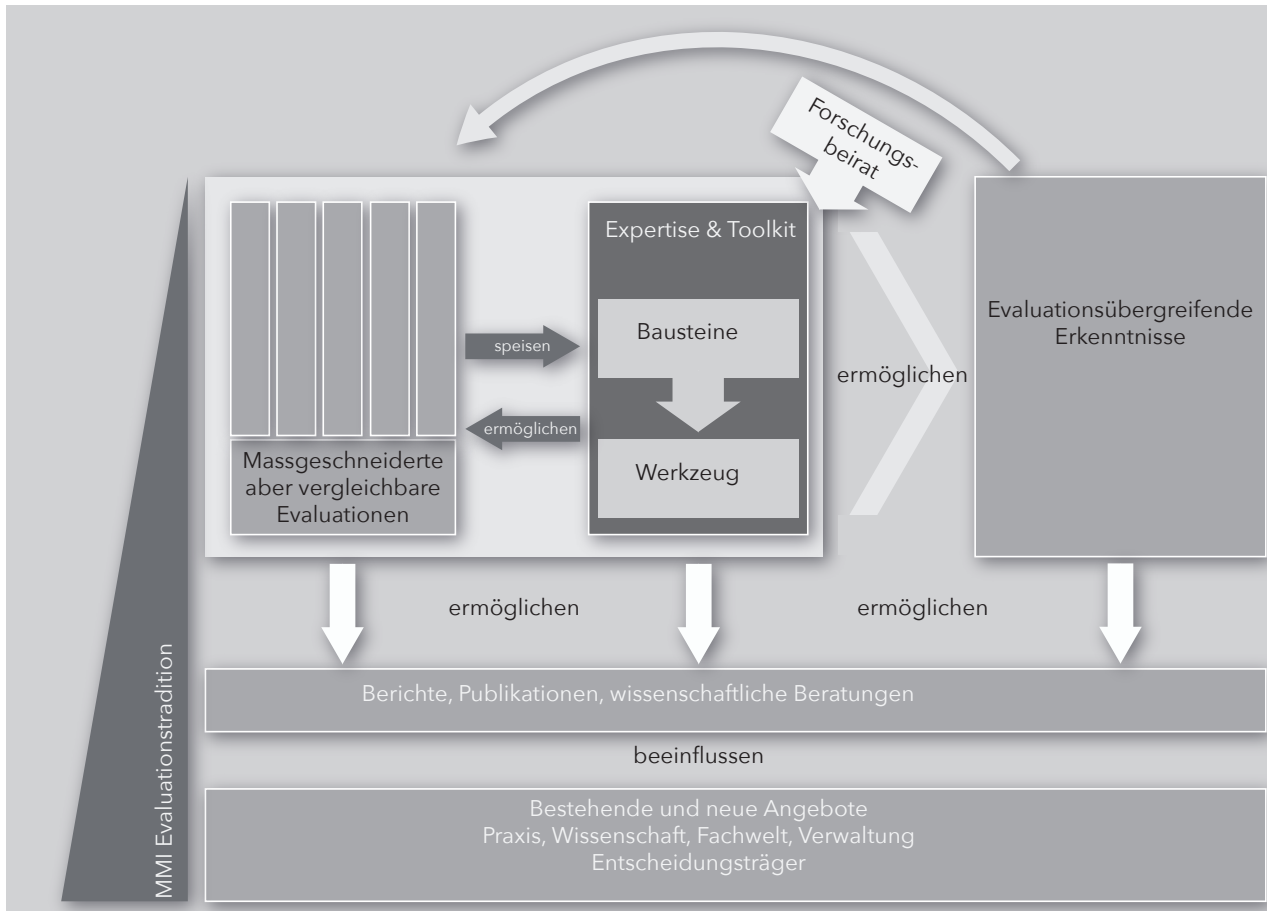 Forschungs-
beirat
Expertise & Toolkit
Bausteine
Werkzeug
speisen
ermöglichen
Massgeschneiderte
aber vergleichbare
Evaluationen
ermöglichen
Evaluationsübergreifende
Erkenntnisse
ermöglichen
ermöglichen
MMI Evaluationstradition
Berichte, Publikationen, wissenschaftliche Beratungen
beeinflussen
Bestehende und neue Angebote
Praxis, Wissenschaft, Fachwelt, Verwaltung
Entscheidungsträger